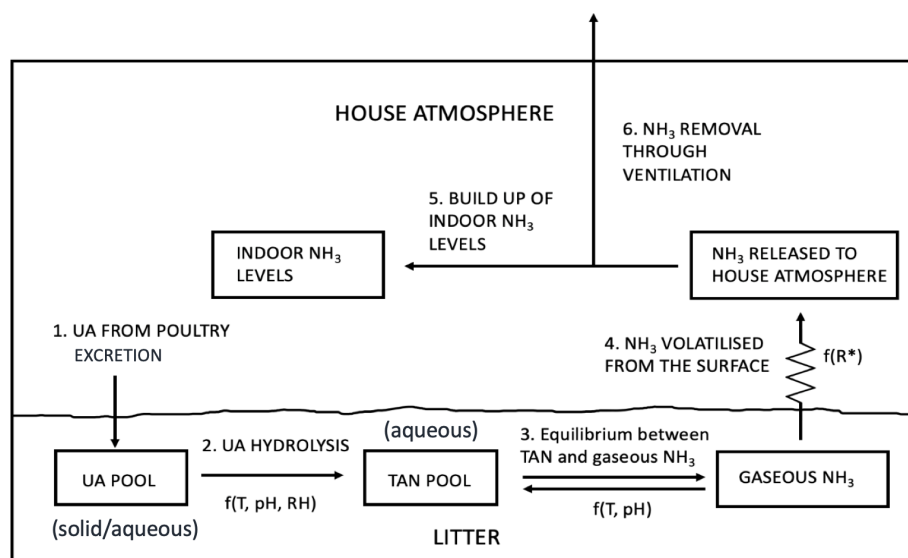 HOUSE ATMOSPHERE
6. NH₃ REMOVAL
THROUGH
VENTILATION
5. BUILD UP OF
INDOOR NH₃
LEVELS
INDOOR NH₃
LEVELS
NH₃ RELEASED TO
HOUSE ATMOSPHERE
1. UA FROM POULTRY
EXCRETION
4. NH₃ VOLATILISED
FROM THE SURFACE
f(R*)
UA POOL
(solid/aqueous)
2. UA HYDROLYSIS
f(T, pH, RH)
(aqueous)
TAN POOL
3. Equilibrium between
TAN and gaseous NH₃
f(T, pH)
GASEOUS NH₃
LITTER